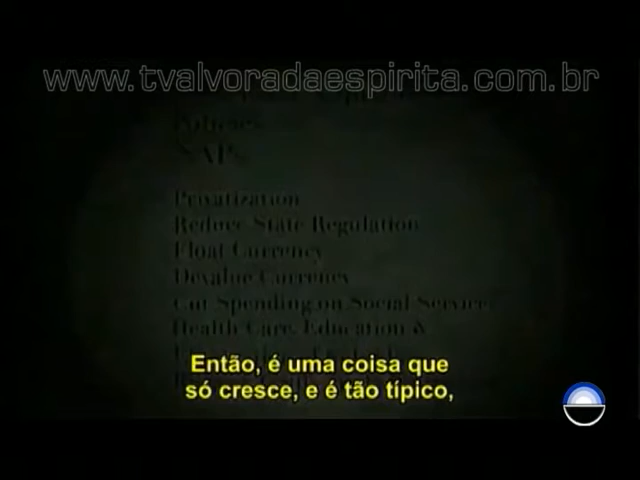 www.tvalvoradaespirita.com.br
Policies
SAPs
Privatization
Reduce State Regulation
Float Currency
Devalue Currency
Cut Spending on Social Services
Health Care, Education &
Então, é uma coisa que
só cresce, e é tão típico,